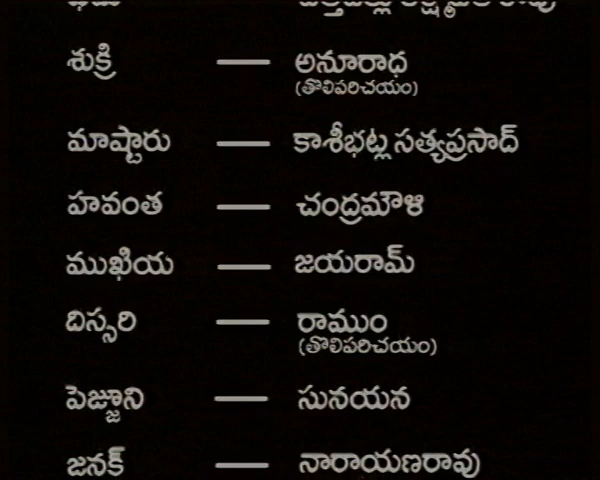 శుక్రి — అనూరాధ
(తొలిపరిచయం)
మాష్టారు — కాశీభట్ల సత్యప్రసాద్
హవంత — చంద్రమౌళి
ముఖియ — జయరామ్
దిస్సరి — రాముం
(తొలిపరిచయం)
పెజ్జూని — సునయన
జనక్ — నారాయణరావు